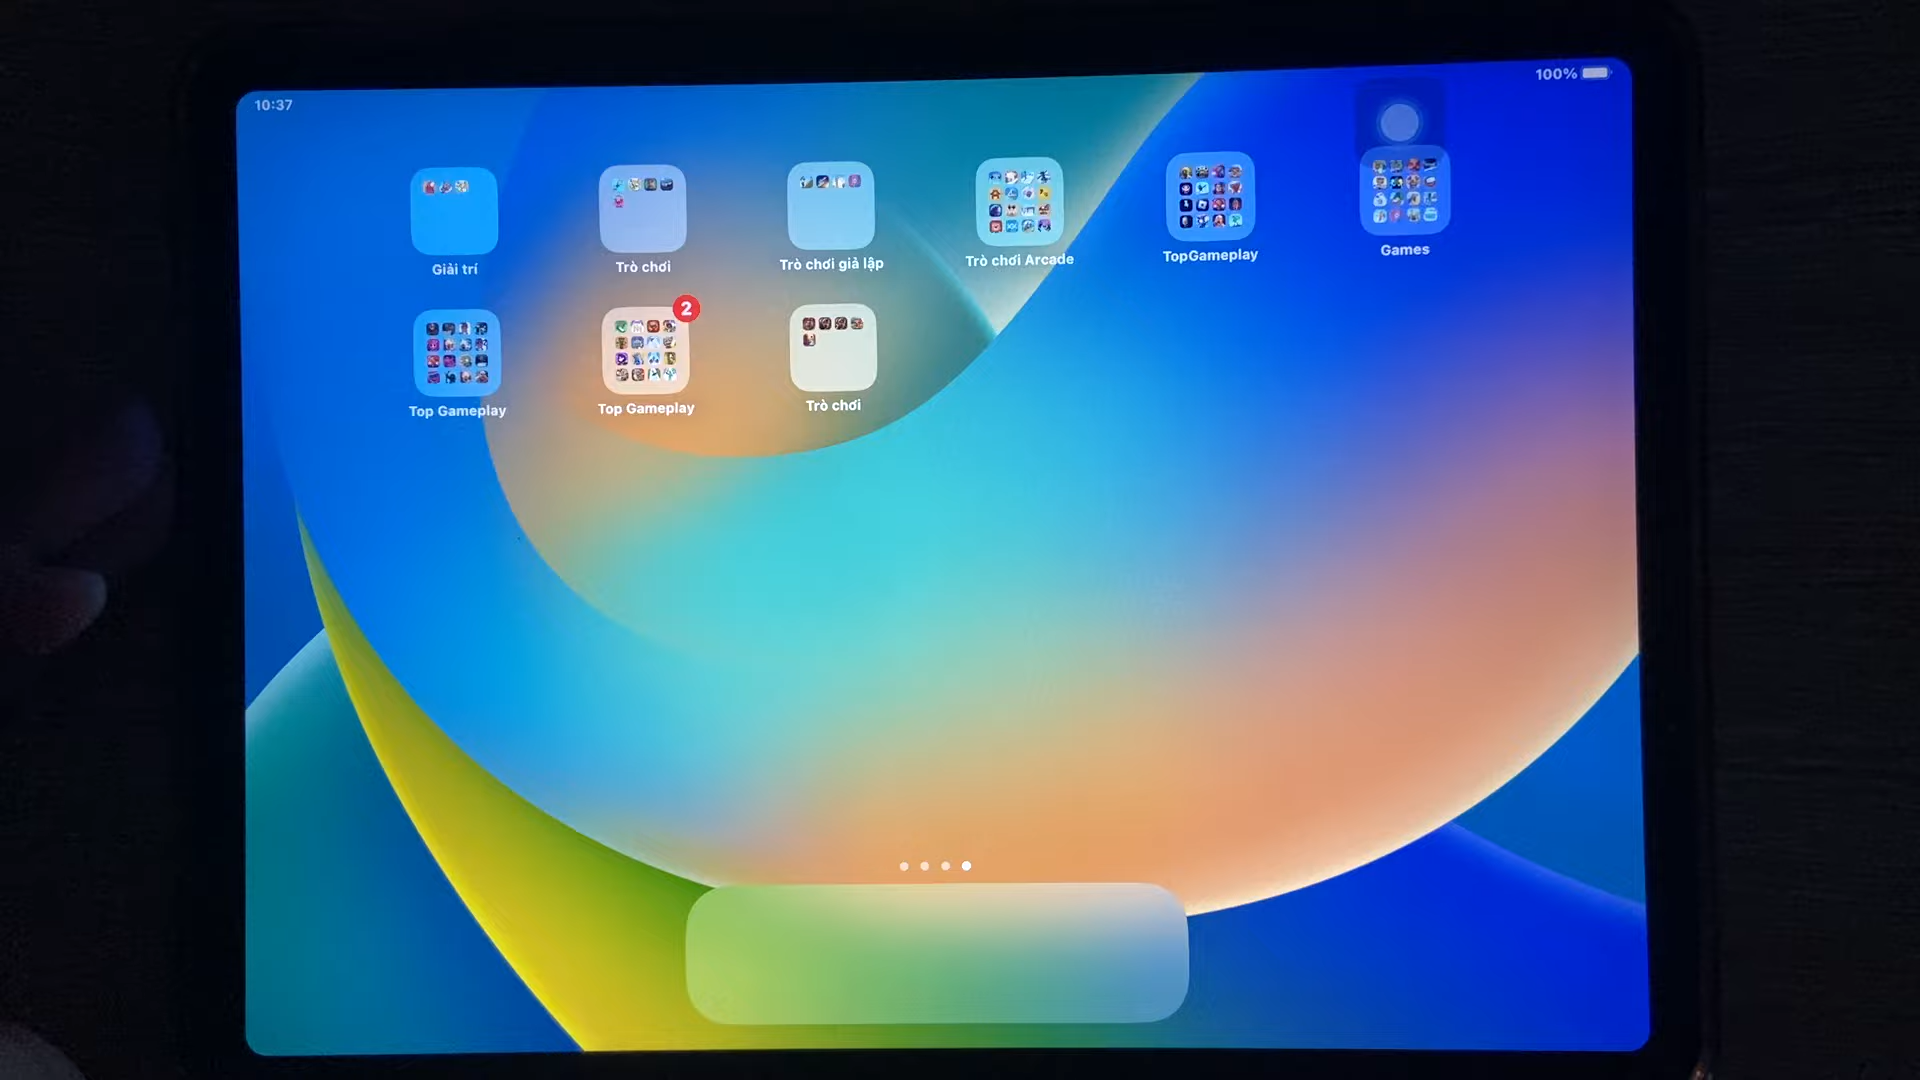 10:37
100%
Giải trí
Trò chơi
Trò chơi giả lập
Trò chơi Arcade
TopGameplay
Games
2
Top Gameplay
Top Gameplay
Trò chơi